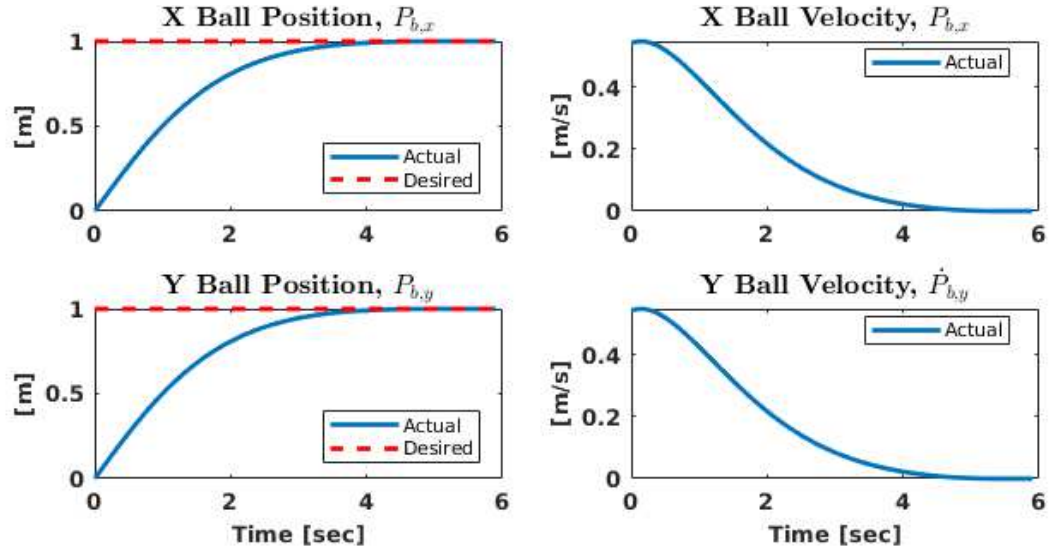 X Ball Position, P_{b,x}
1
0.5
0
[m]
0
2
4
6
Actual
Desired
X Ball Velocity, P_{b,x}
0.4
0.2
0
[m/s]
0
2
4
6
Actual
Y Ball Position, P_{b,y}
1
0.5
0
[m]
0
2
4
6
Time [sec]
Actual
Desired
Y Ball Velocity, Ṗ_{b,y}
0.4
0.2
0
[m/s]
0
2
4
6
Time [sec]
Actual